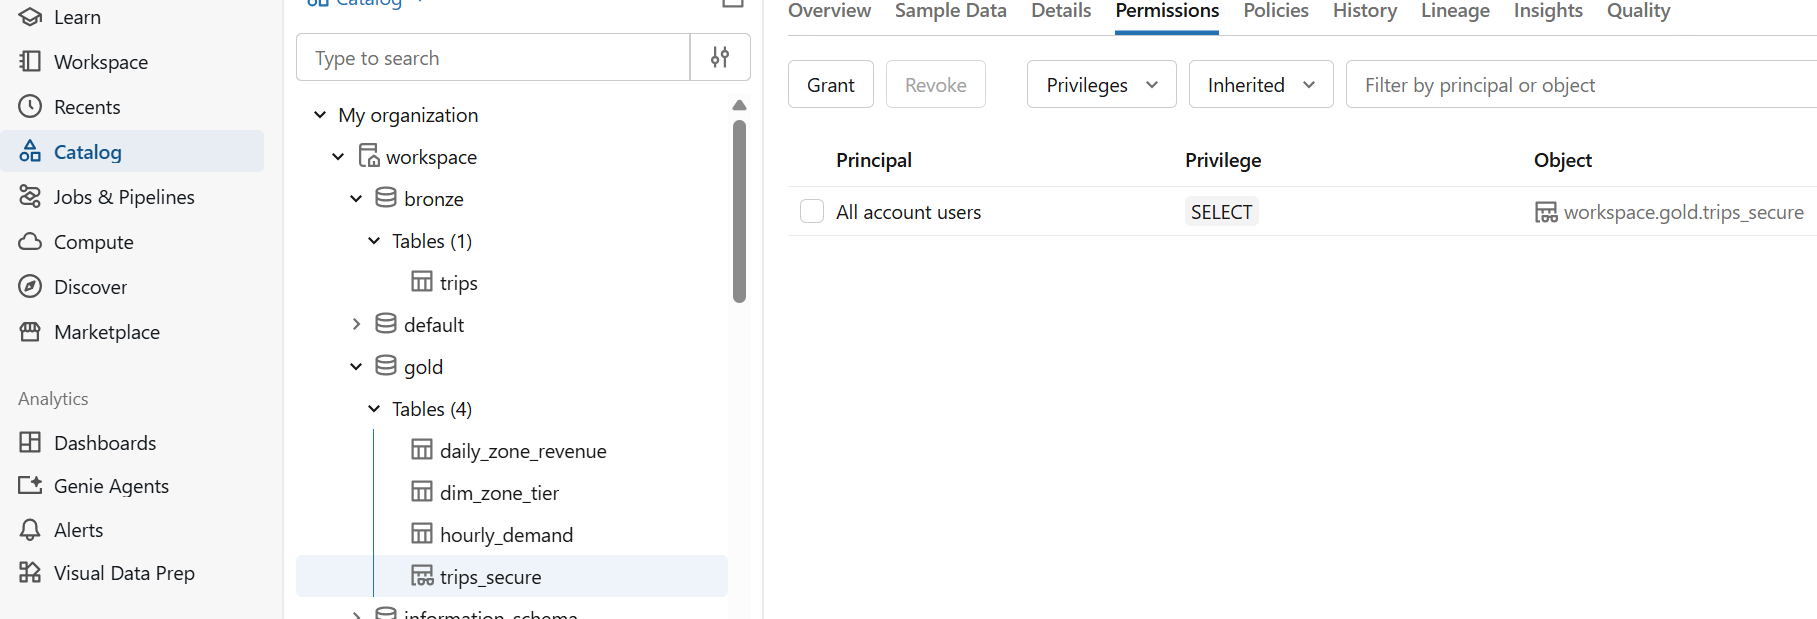 Learn
Workspace
Recents
Catalog
Jobs & Pipelines
Compute
Discover
Marketplace
Analytics
Dashboards
Genie Agents
Alerts
Visual Data Prep
Catalog
Type to search
My organization
workspace
bronze
Tables (1)
trips
default
gold
Tables (4)
daily_zone_revenue
dim_zone_tier
hourly_demand
trips_secure
information_schema
Overview Sample Data Details Permissions Policies History Lineage Insights Quality
Grant Revoke Privileges Inherited Filter by principal or object
Principal Privilege Object
All account users SELECT workspace.gold.trips_secure